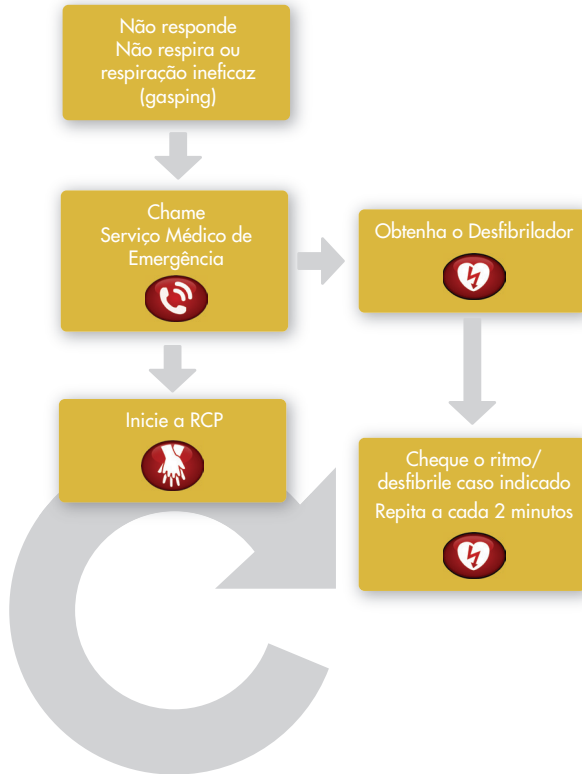 Não responde
Não respira ou
respiração ineficaz
(gasping)
Chame
Serviço Médico de
Emergência
Obtenha o Desfibrilador
Inicie a RCP
Cheque o ritmo/
desfibrile caso indicado
Repita a cada 2 minutos